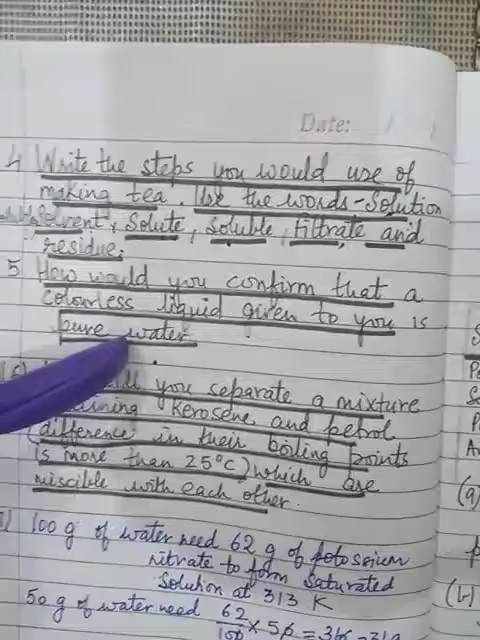 Date: / /
4 Write the steps you would use of
making tea. Use the words - Solution
Solvent, Solute, Soluble, Filtrate and
residue.
5 How would you confirm that a
colourless liquid given to you is
pure water.
you separate a mixture
Kerosene and petrol
(difference in their boiling points
is more than 25°C) which are
miscible with each other.
100 g of water need 62 g of potassium
nitrate to form saturated
solution at 313 K
50 g of water need 62/100 × 50 =
(a)
(b)